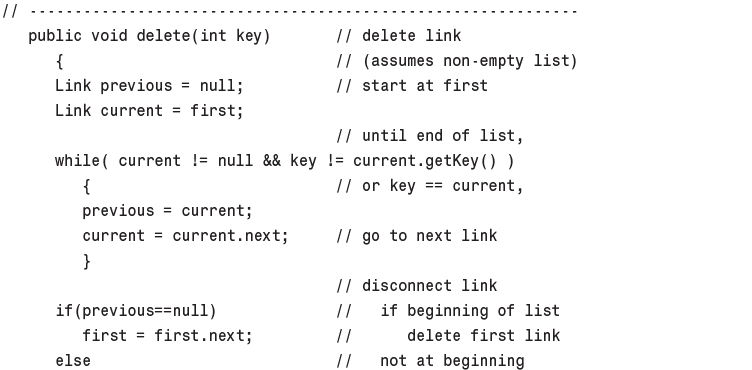 // -------------------------------------------------------------
public void delete(int key) // delete link
{ // (assumes non-empty list)
Link previous = null; // start at first
Link current = first;
// until end of list,
while( current != null && key != current.getKey() )
{ // or key == current,
previous = current;
current = current.next; // go to next link
}
// disconnect link
if(previous==null) // if beginning of list
first = first.next; // delete first link
else // not at beginning